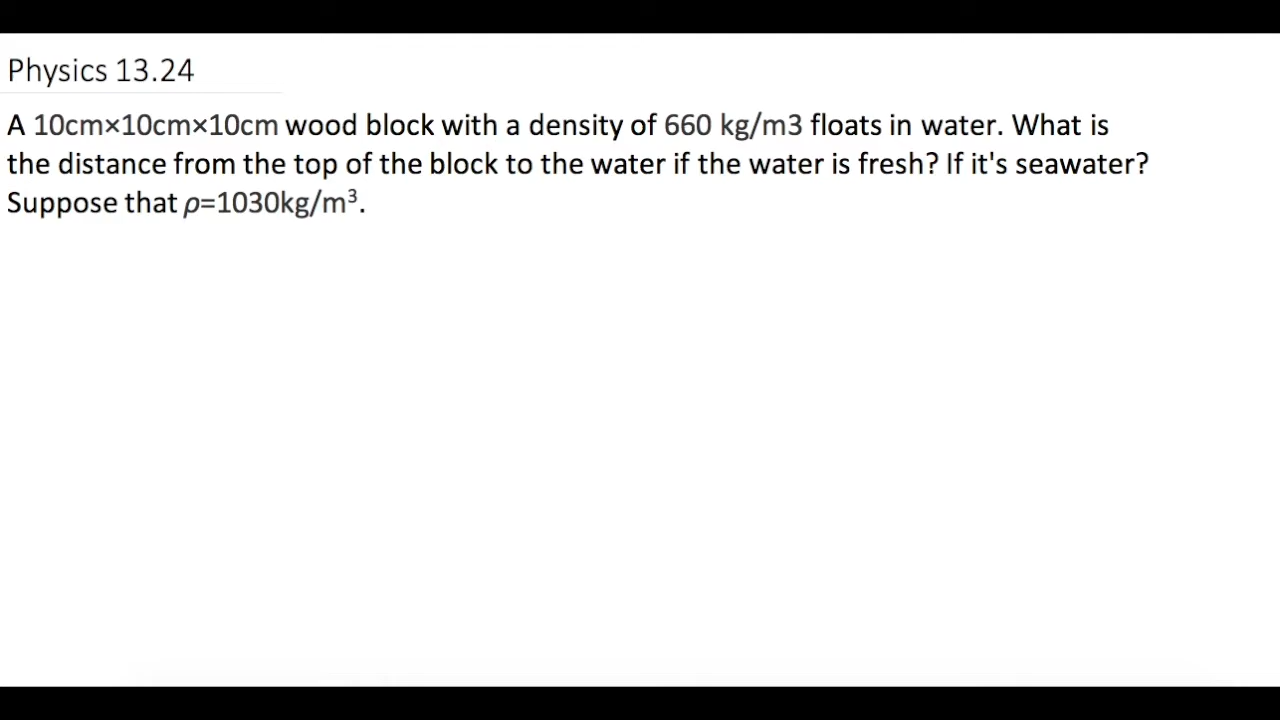 Physics 13.24
A 10cm×10cm×10cm wood block with a density of 660 kg/m3 floats in water. What is
the distance from the top of the block to the water if the water is fresh? If it's seawater?
Suppose that ρ=1030kg/m³.